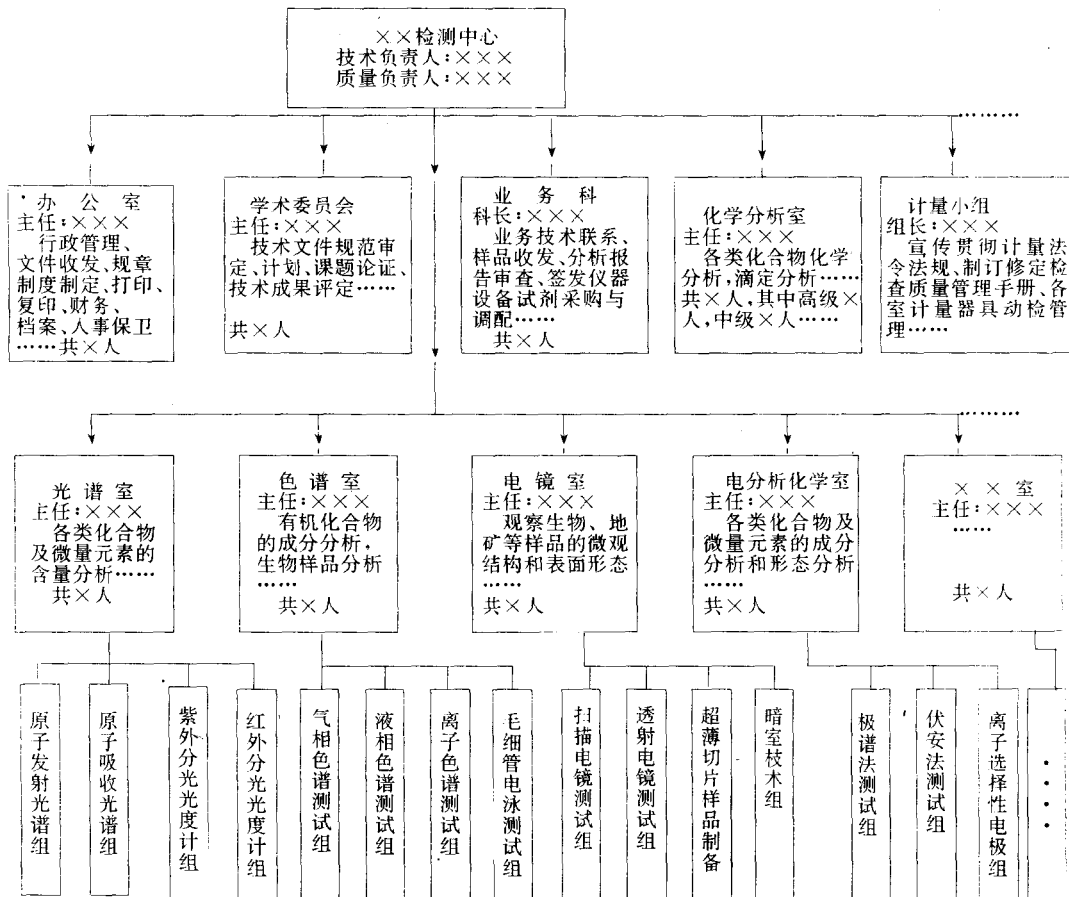 ××检测中心
技术负责人:×××
质量负责人:×××
………
办公室
主任:×××
行政管理、
文件收发、规章
制度制定、打印、
复印、财务、
档案、人事保卫
……共×人
学术委员会
主任:×××
技术文件规范审
定、计划、课题论证、
技术成果评定……
共×人
业务科
科长:×××
业务技术联系、
样品收发、分析报
告审查、签发仪器
设备试剂采购与
调配……
共×人
化学分析室
主任:×××
各类化合物化学
分析,滴定分析……
共×人,其中高级×
人,中级×人……
计量小组
组长:×××
宣传贯彻计量法
令法规、制订修定检
查质量管理手册、各
室计量器具动检管
理……
………
光谱室
主任:×××
各类化合物
及微量元素的
含量分析……
共×人
色谱室
主任:×××
有机化合物
的成分分析,
生物样品分析
……
共×人
电镜室
主任:×××
观察生物、地
矿等样品的微观
结构和表面形态
……
共×人
电分析化学室
主任:×××
各类化合物及
微量元素的成分
分析和形态分析
……
共×人
××室
主任:×××
……
共×人
原子发射光谱组
原子吸收光谱组
紫外分光光度计组
红外分光光度计组
气相色谱测试组
液相色谱测试组
离子色谱测试组
毛细管电泳测试组
扫描电镜测试组
透射电镜测试组
超薄切片样品制备
暗室技术组
极谱法测试组
伏安法测试组
离子选择性电极组
····